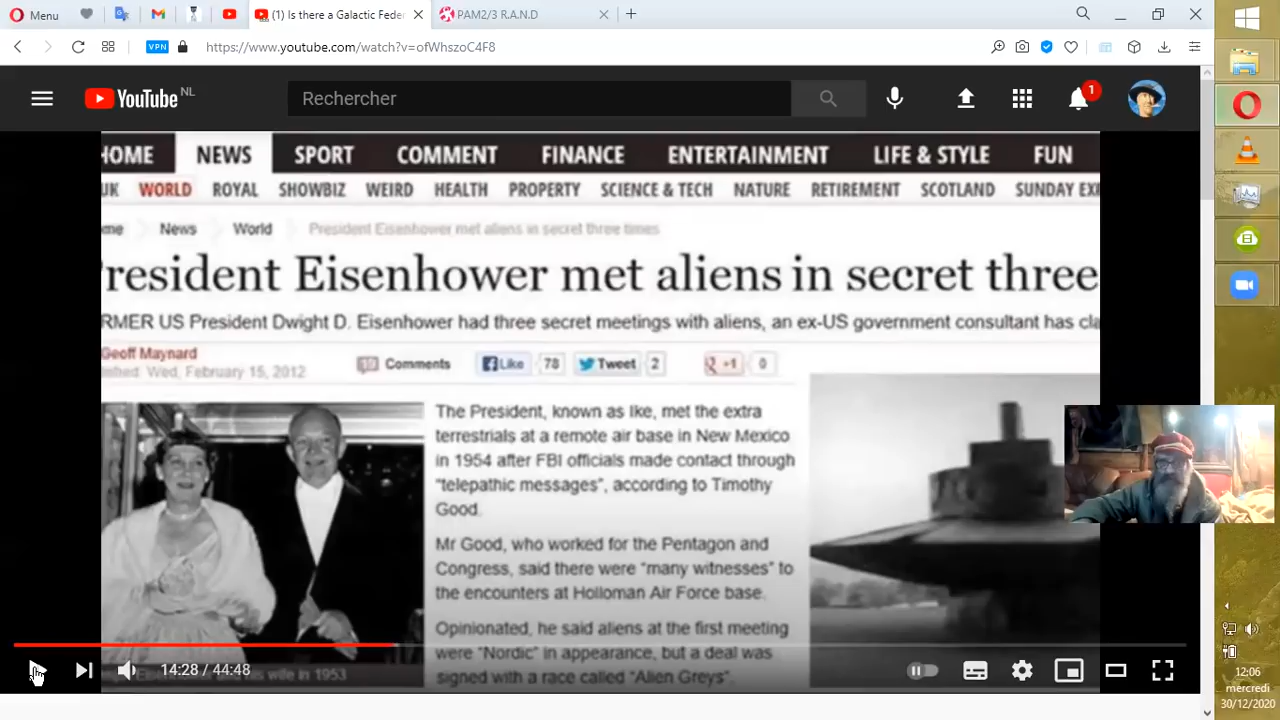 Menu
(1) Is there a Galactic Feder
PAM2/3 R.A.N.D
VPN
https://www.youtube.com/watch?v=ofWhszoC4F8
YouTube NL
Rechercher
1
HOME NEWS SPORT COMMENT FINANCE ENTERTAINMENT LIFE & STYLE FUN
UK WORLD ROYAL SHOWBIZ WEIRD HEALTH PROPERTY SCIENCE & TECH NATURE RETIREMENT SCOTLAND SUNDAY EX
me News World President Eisenhower met aliens in secret three times
resident Eisenhower met aliens in secret three
RMER US President Dwight D. Eisenhower had three secret meetings with aliens, an ex-US government consultant has cla
Geoff Maynard
Wed, February 15, 2012
Comments Like 78 Tweet 2 +1 0
The President, known as Ike, met the extra
terrestrials at a remote air base in New Mexico
in 1954 after FBI officials made contact through
"telepathic messages", according to Timothy
Good.
Mr Good, who worked for the Pentagon and
Congress, said there were "many witnesses" to
the encounters at Holloman Air Force base.
Opinionated, he said aliens at the first meeting
were "Nordic" in appearance, but a deal was
signed with a race called "Alien Greys".
his wife in 1953
14:28 / 44:48
12:06
mercredi
30/12/2020